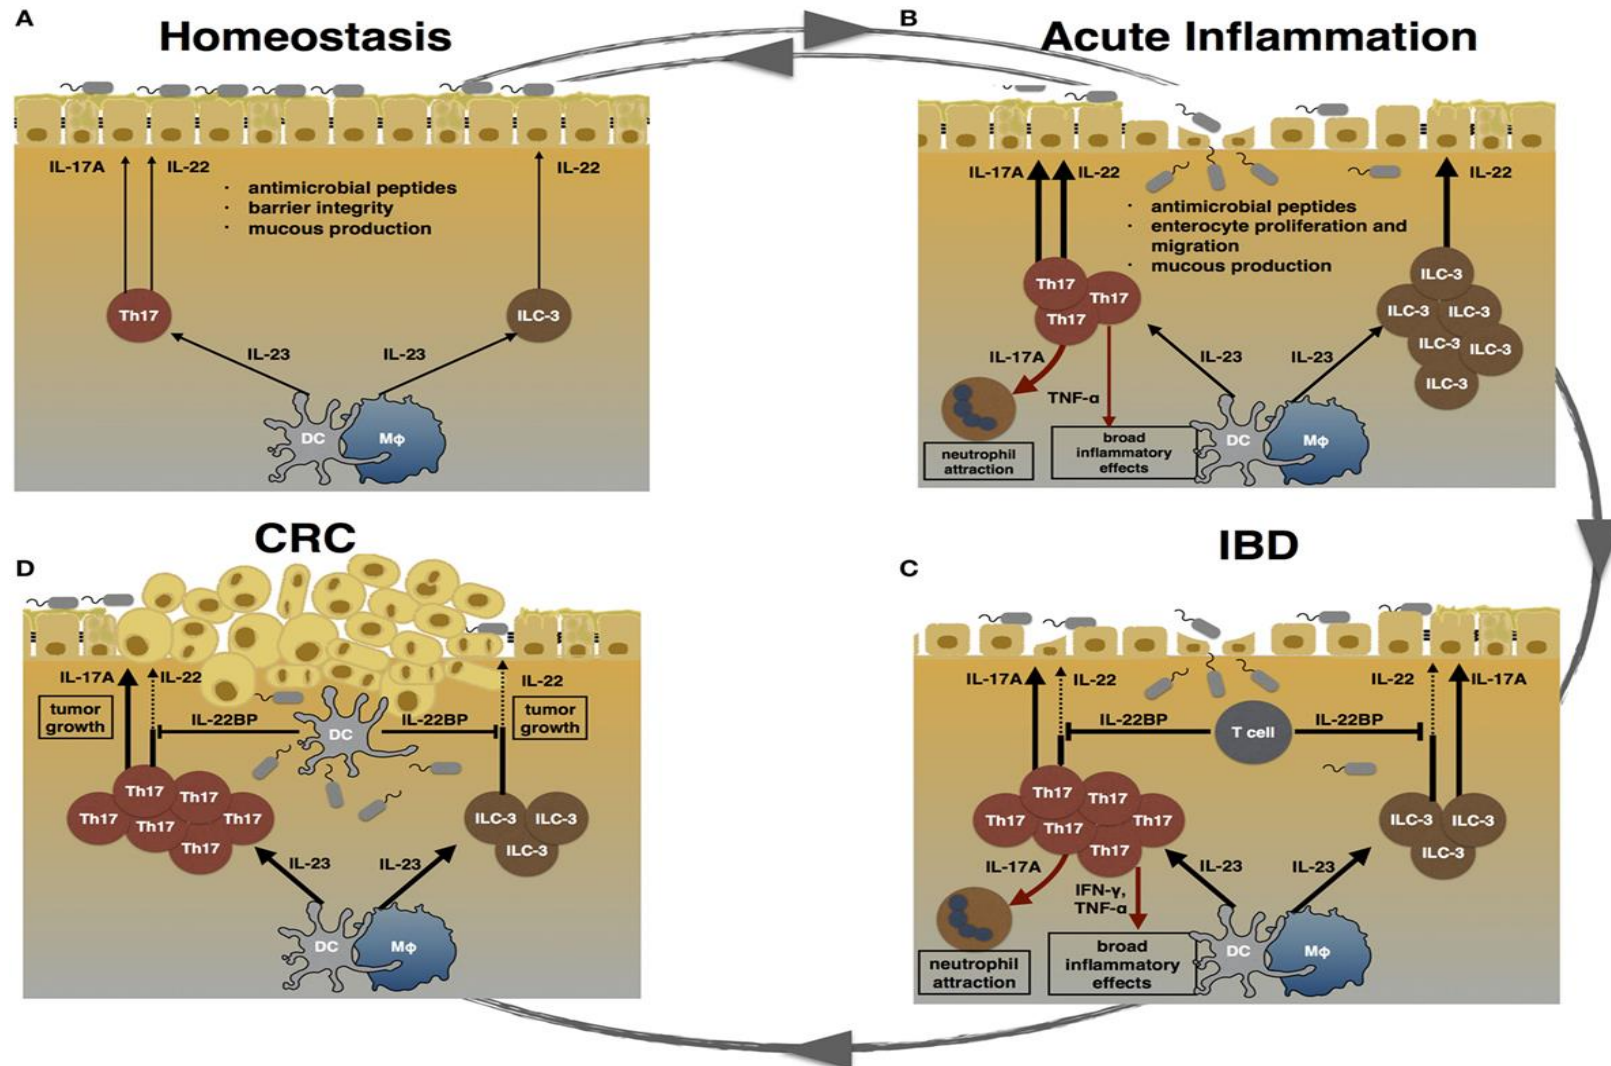 A
Homeostasis
IL-17A
IL-22
IL-22
· antimicrobial peptides
· barrier integrity
· mucous production
Th17
ILC-3
IL-23
IL-23
DC
Mϕ
B
Acute Inflammation
IL-17A
IL-22
IL-22
· antimicrobial peptides
· enterocyte proliferation and
migration
· mucous production
Th17
Th17
Th17
ILC-3
ILC-3
ILC-3
ILC-3
ILC-3
ILC-3
IL-17A
TNF-α
IL-23
IL-23
neutrophil
attraction
broad
inflammatory
effects
DC
Mϕ
CRC
D
IL-17A
IL-22
IL-22
tumor
growth
tumor
growth
IL-22BP
IL-22BP
DC
Th17
Th17
Th17
Th17
Th17
Th17
ILC-3
ILC-3
ILC-3
IL-23
IL-23
DC
Mϕ
IBD
C
IL-17A
IL-22
IL-22
IL-17A
IL-22BP
IL-22BP
T cell
Th17
Th17
Th17
Th17
Th17
Th17
ILC-3
ILC-3
ILC-3
IL-17A
IFN-γ,
TNF-α
IL-23
IL-23
neutrophil
attraction
broad
inflammatory
effects
DC
Mϕ